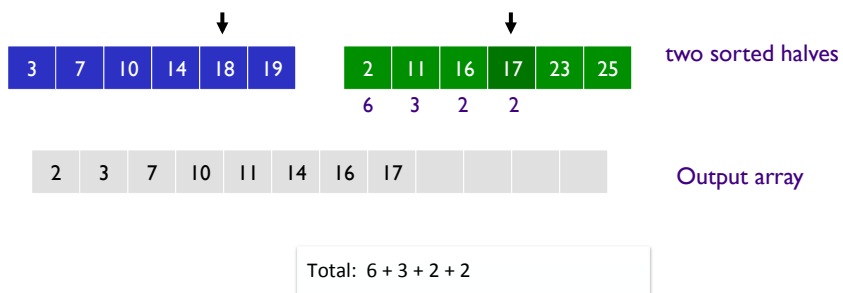 3 7 10 14 18 19 2 11 16 17 23 25 two sorted halves
6 3 2 2
2 3 7 10 11 14 16 17 Output array
Total: 6 + 3 + 2 + 2